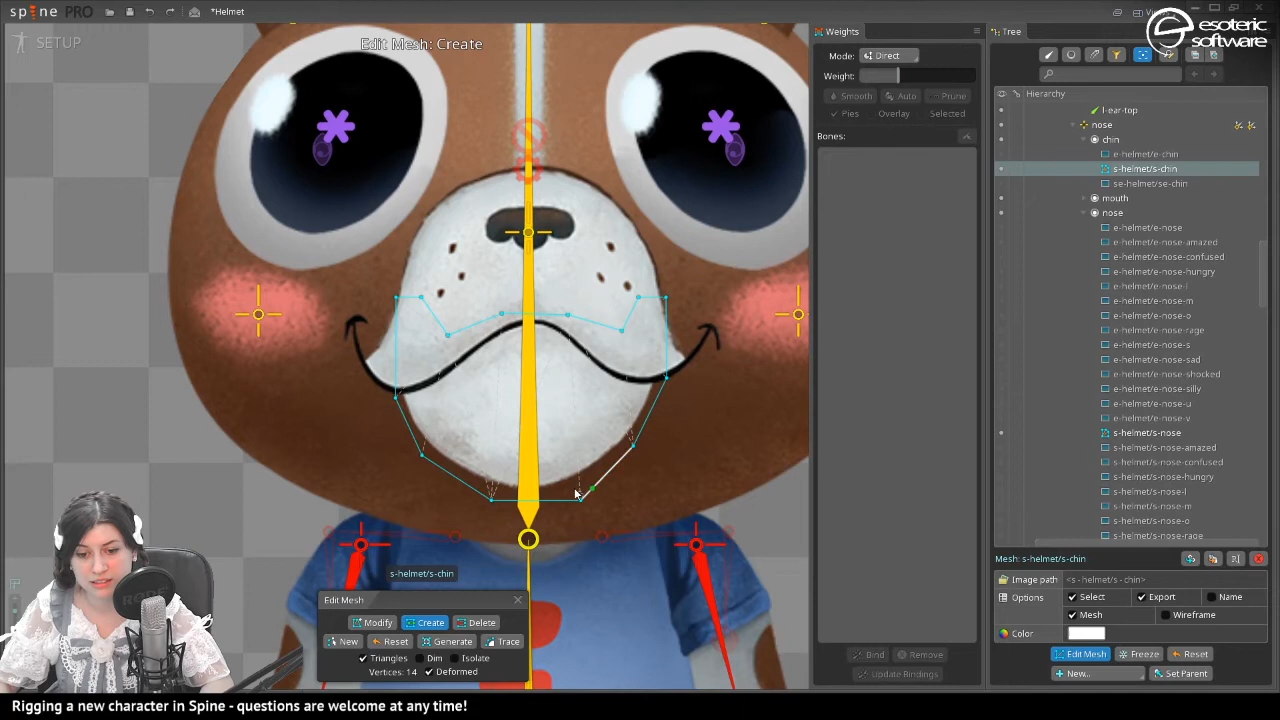 spine PRO
*Helmet
Views
esoteric
software
SETUP
Edit Mesh: Create
Weights
Mode: Direct
Weight:
Smooth Auto Prune
Pies Overlay Selected
Bones:
Bind Remove
Update Bindings
Tree
Hierarchy
l-ear-top
nose
chin
e-helmet/e-chin
s-helmet/s-chin
se-helmet/se-chin
mouth
nose
e-helmet/e-nose
e-helmet/e-nose-amazed
e-helmet/e-nose-confused
e-helmet/e-nose-hungry
e-helmet/e-nose-l
e-helmet/e-nose-m
e-helmet/e-nose-o
e-helmet/e-nose-rage
e-helmet/e-nose-s
e-helmet/e-nose-sad
e-helmet/e-nose-shocked
e-helmet/e-nose-silly
e-helmet/e-nose-u
e-helmet/e-nose-v
s-helmet/s-nose
s-helmet/s-nose-amazed
s-helmet/s-nose-confused
s-helmet/s-nose-hungry
s-helmet/s-nose-l
s-helmet/s-nose-m
s-helmet/s-nose-o
s-helmet/s-nose-rage
Mesh: s-helmet/s-chin
Image path <s-helmet/s-chin>
Options Select Export Name
Mesh Wireframe
Color
Edit Mesh Freeze Reset
New... Set Parent
s-helmet/s-chin
Edit Mesh
Modify Create Delete
New Reset Generate Trace
Triangles Dim Isolate
Vertices: 14 Deformed
RODE
Rigging a new character in Spine - questions are welcome at any time!